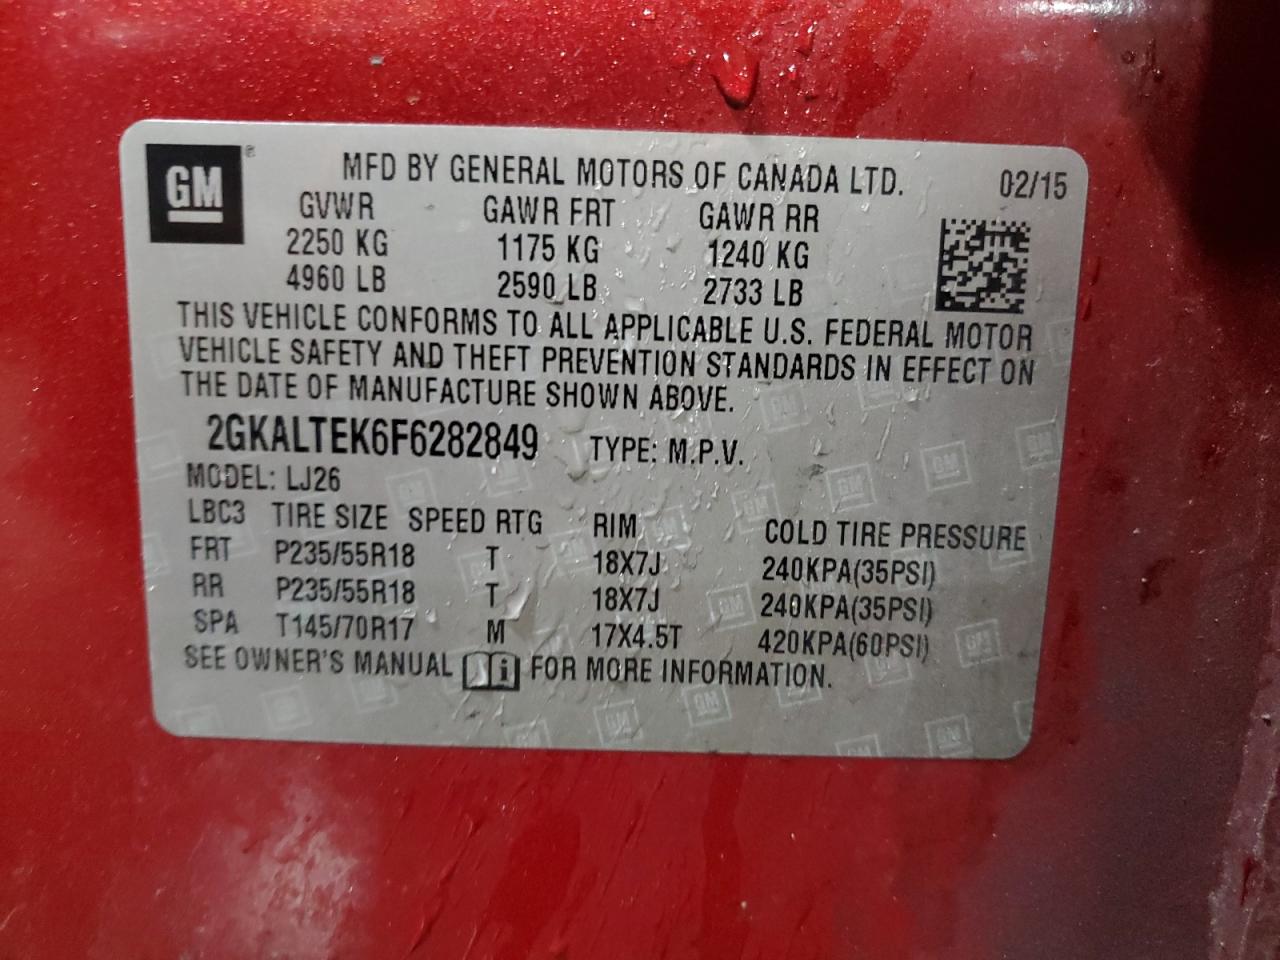 GM®
MFD BY GENERAL MOTORS OF CANADA LTD. 02/15
GVWR GAWR FRT GAWR RR
2250 KG 1175 KG 1240 KG
4960 LB 2590 LB 2733 LB
THIS VEHICLE CONFORMS TO ALL APPLICABLE U.S. FEDERAL MOTOR
VEHICLE SAFETY AND THEFT PREVENTION STANDARDS IN EFFECT ON
THE DATE OF MANUFACTURE SHOWN ABOVE.
2GKALTEK6F6282849 TYPE: M.P.V.
MODEL: LJ26
LBC3 TIRE SIZE SPEED RTG RIM COLD TIRE PRESSURE
FRT P235/55R18 T 18X7J 240KPA(35PSI)
RR P235/55R18 T 18X7J 240KPA(35PSI)
SPA T145/70R17 M 17X4.5T 420KPA(60PSI)
SEE OWNER'S MANUAL i FOR MORE INFORMATION.